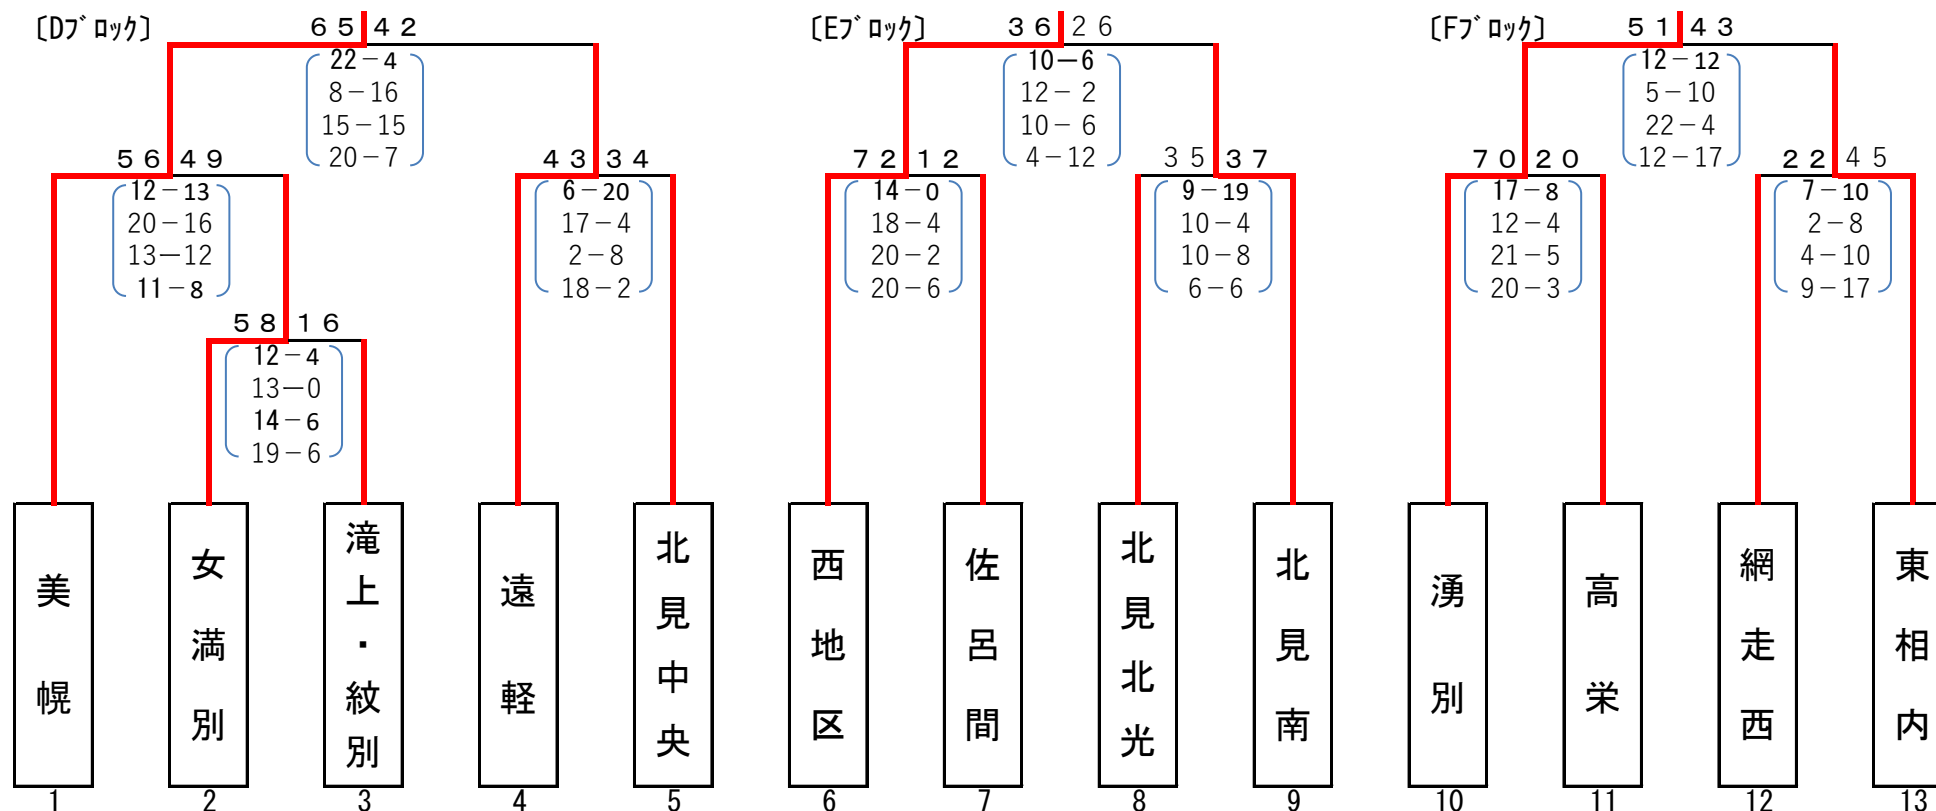 〔Dﾌﾞﾛｯｸ〕 65 42 〔Eﾌﾞﾛｯｸ〕 36 26 〔Fﾌﾞﾛｯｸ〕 51 43
22－4 10－6 12－12
8－16 12－2 5－10
15－15 10－6 22－4
20－7 4－12 12－17
56 49 43 34 72 12 35 37 70 20 22 45
12－13 6－20 14－0 9－19 17－8 7－10
20－16 17－4 18－4 10－4 12－4 2－8
13－12 2－8 20－2 10－8 21－5 4－10
11－8 18－2 20－6 6－6 20－3 9－17
58 16
12－4
13－0
14－6
19－6
美幌
女満別
滝上・紋別
遠軽
北見中央
西地区
佐呂間
北見北光
北見南
湧別
高栄
網走西
東相内
1 2 3 4 5 6 7 8 9 10 11 12 13